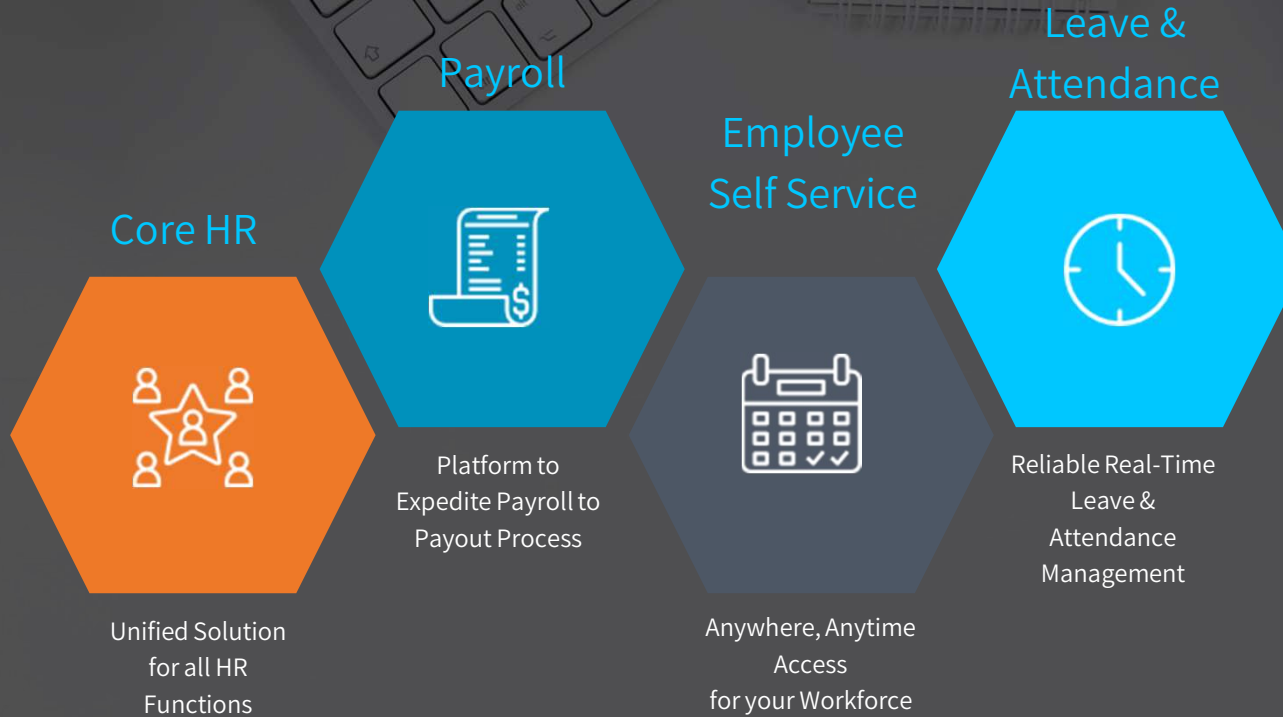 Core HR
Unified Solution
for all HR
Functions
Payroll
Platform to
Expedite Payroll to
Payout Process
Employee
Self Service
Anywhere, Anytime
Access
for your Workforce
Leave &
Attendance
Reliable Real-Time
Leave &
Attendance
Management